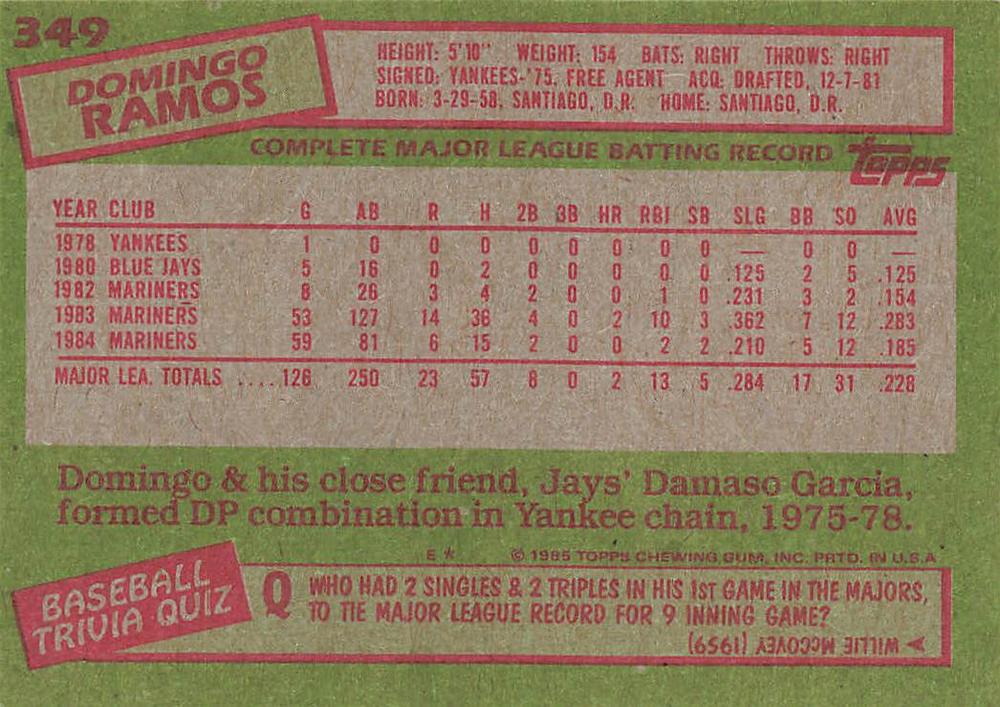 349
DOMINGO
RAMOS
HEIGHT: 5'10" WEIGHT: 154 BATS: RIGHT THROWS: RIGHT
SIGNED: YANKEES-'75, FREE AGENT ACQ: DRAFTED, 12-7-81
BORN: 3-29-58, SANTIAGO, D.R. HOME: SANTIAGO, D.R.
COMPLETE MAJOR LEAGUE BATTING RECORD
Topps
YEAR CLUB G AB R H 2B 3B HR RBI SB SLG BB SO AVG
1978 YANKEES 1 0 0 0 0 0 0 0 0 — 0 0 —
1980 BLUE JAYS 5 16 0 2 0 0 0 0 0 .125 2 5 .125
1982 MARINERS 8 26 3 4 2 0 0 1 0 .231 3 2 .154
1983 MARINERS 53 127 14 36 4 0 2 10 3 .362 7 12 .283
1984 MARINERS 59 81 6 15 2 0 0 2 2 .210 5 12 .185
MAJOR LEA. TOTALS ....126 250 23 57 8 0 2 13 5 .284 17 31 .228
Domingo & his close friend, Jays' Damaso Garcia,
formed DP combination in Yankee chain, 1975-78.
E * © 1985 TOPPS CHEWING GUM, INC. PRTD. IN U.S.A.
BASEBALL
TRIVIA QUIZ
Q WHO HAD 2 SINGLES & 2 TRIPLES IN HIS 1ST GAME IN THE MAJORS,
TO TIE MAJOR LEAGUE RECORD FOR 9 INNING GAME?
WILLIE MCCOVEY (1959)